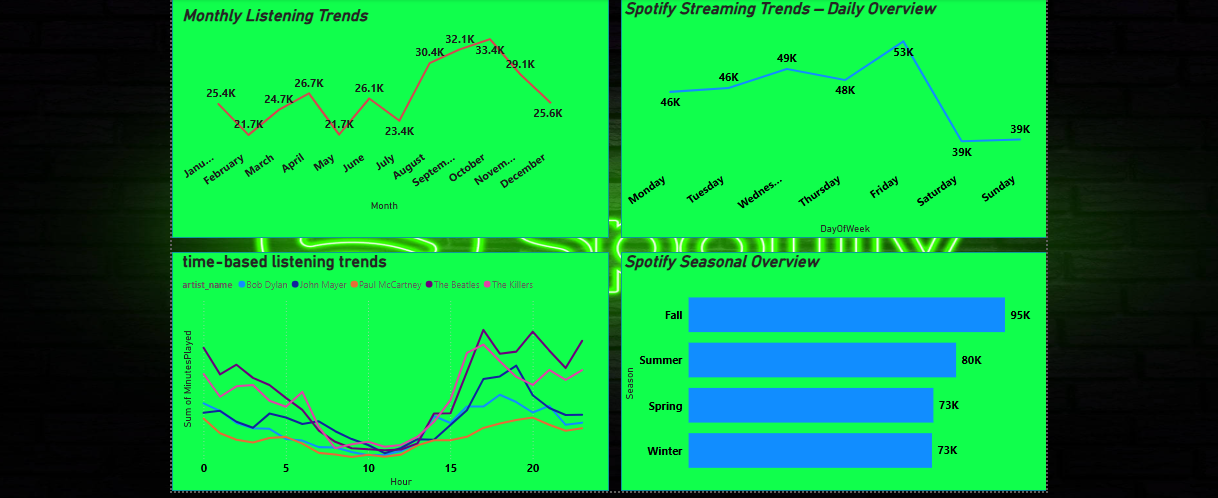 Monthly Listening Trends
25.4K
21.7K
24.7K
26.7K
21.7K
26.1K
23.4K
30.4K
32.1K
33.4K
29.1K
25.6K
Janu...
February
March
April
May
June
July
August
Septem...
October
Novem...
December
Month
Spotify Streaming Trends – Daily Overview
46K
46K
49K
48K
53K
39K
39K
Monday
Tuesday
Wednes...
Thursday
Friday
Saturday
Sunday
DayOfWeek
time-based listening trends
artist_name Bob Dylan John Mayer Paul McCartney The Beatles The Killers
Sum of MinutesPlayed
0 5 10 15 20
Hour
Spotify Seasonal Overview
Season
Fall 95K
Summer 80K
Spring 73K
Winter 73K